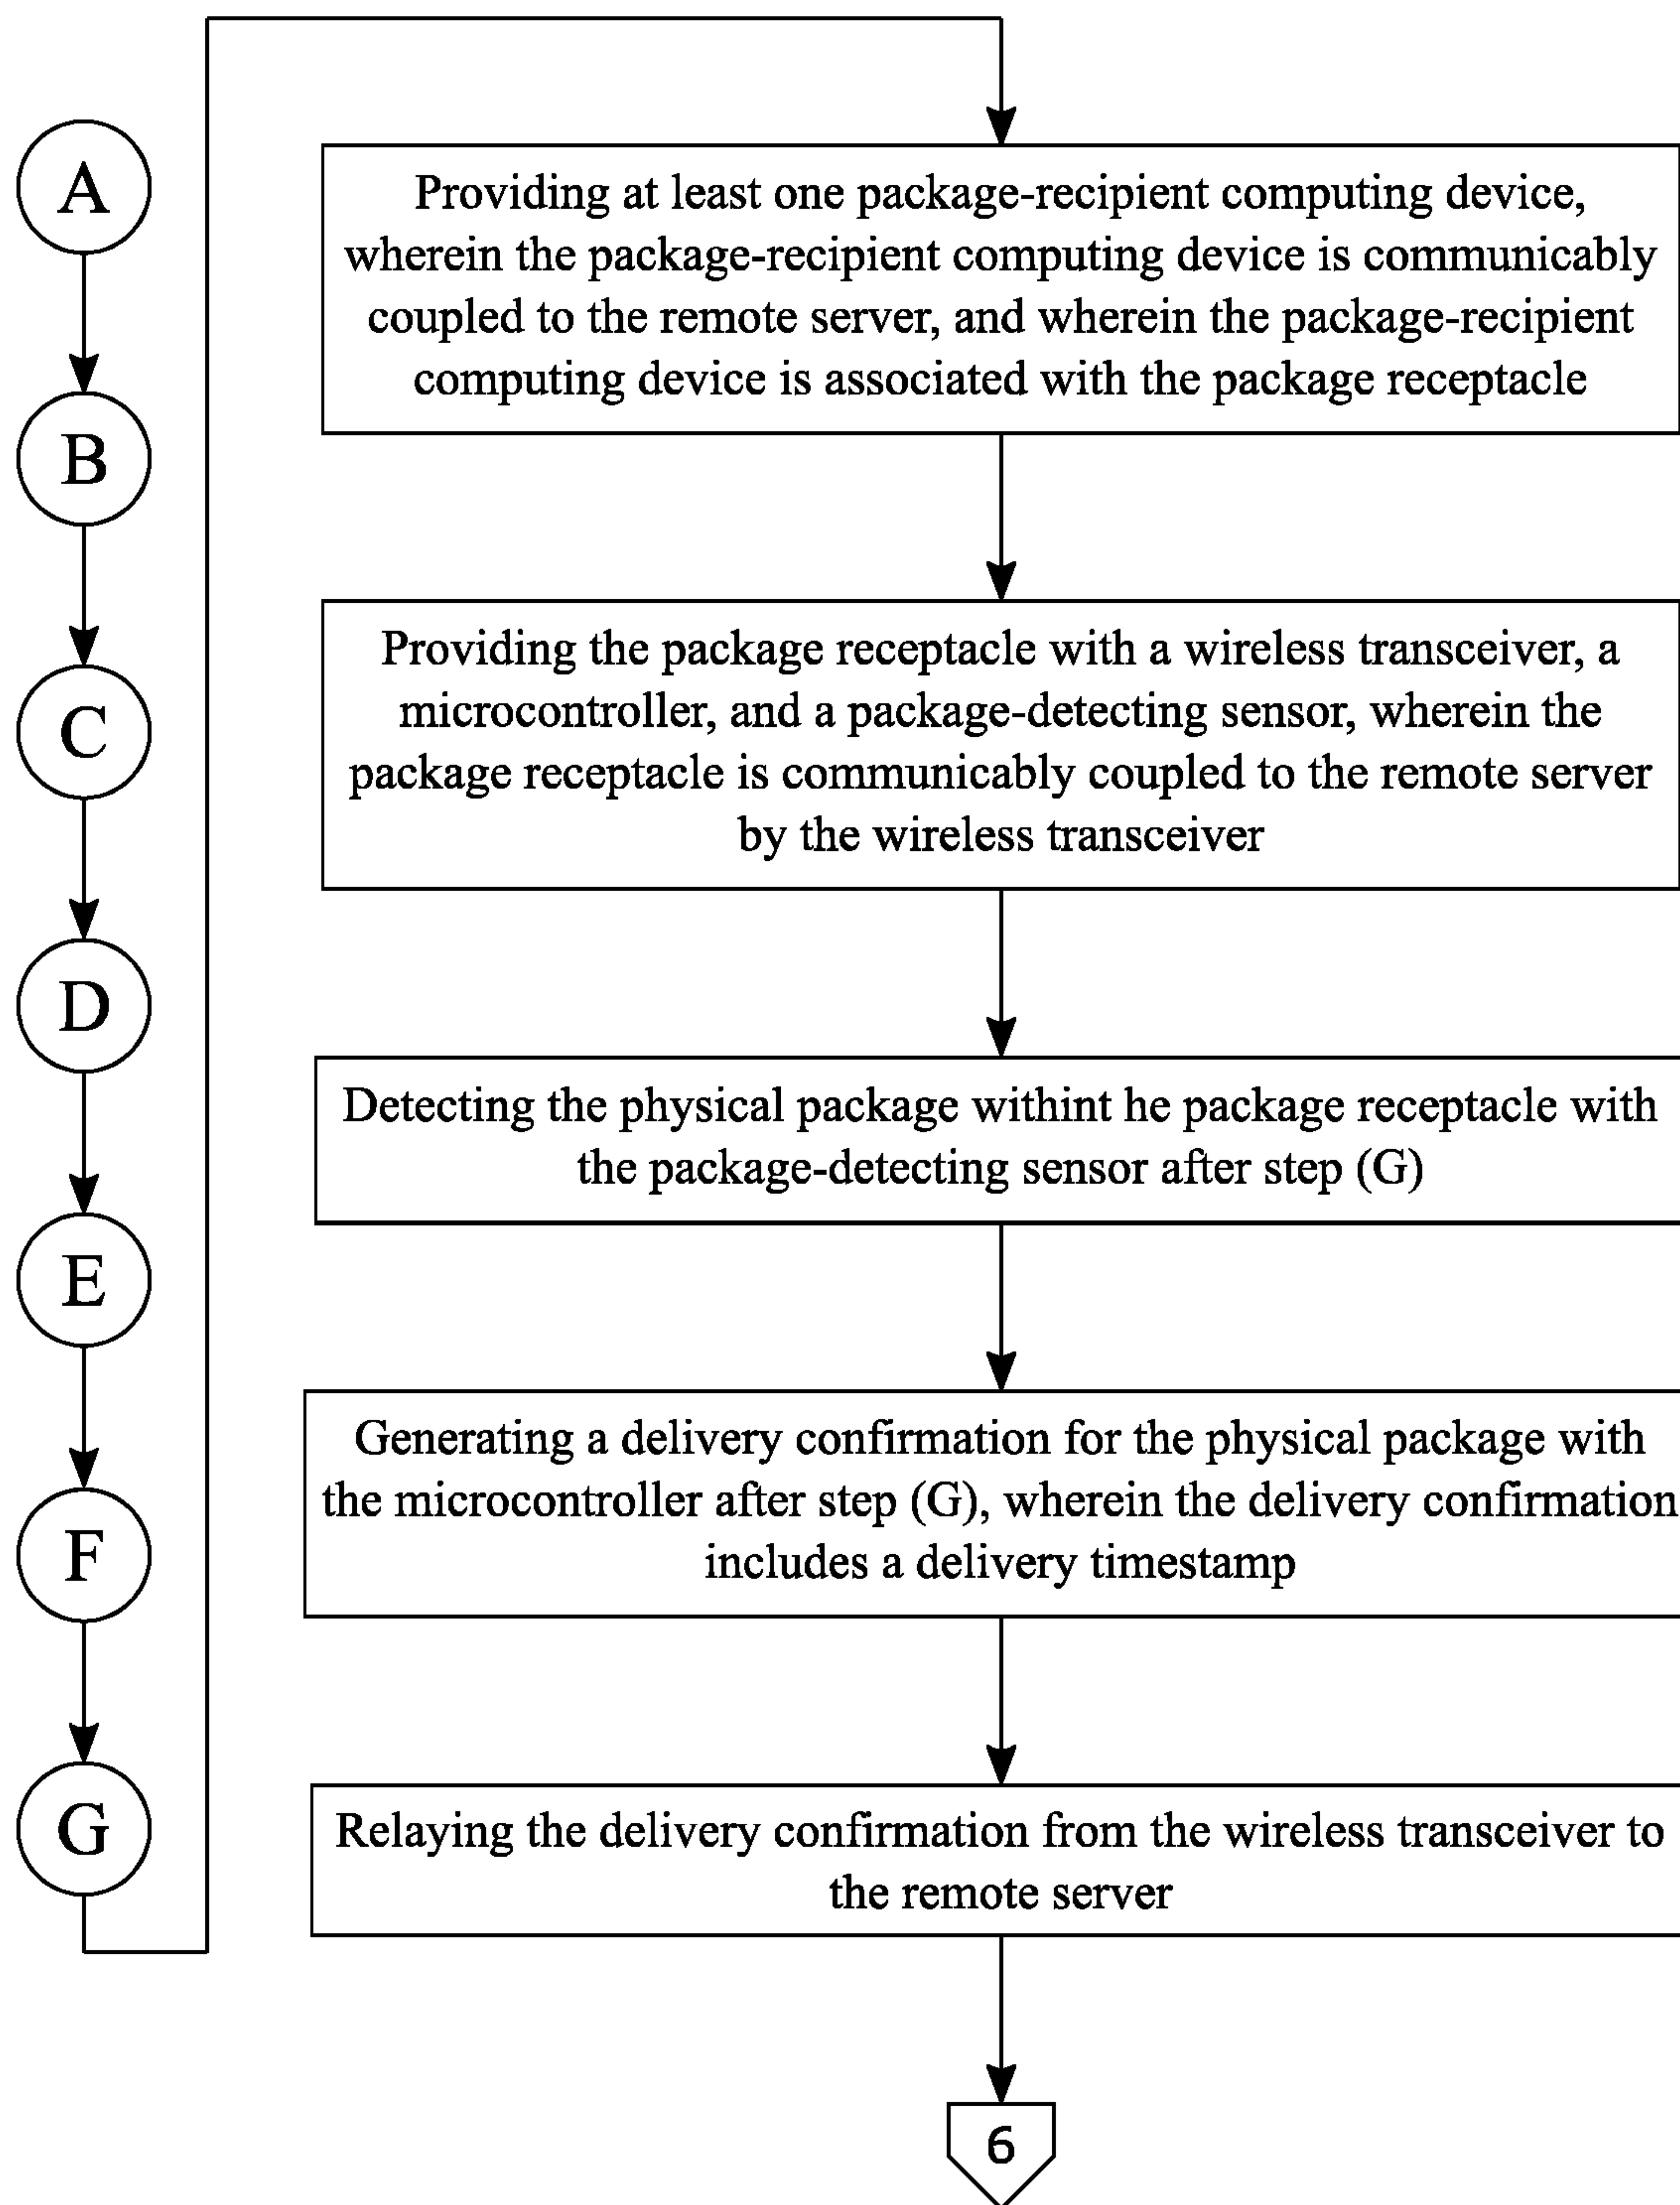 A
B
C
D
E
F
G
Providing at least one package-recipient computing device,
wherein the package-recipient computing device is communicably
coupled to the remote server, and wherein the package-recipient
computing device is associated with the package receptacle
Providing the package receptacle with a wireless transceiver, a
microcontroller, and a package-detecting sensor, wherein the
package receptacle is communicably coupled to the remote server
by the wireless transceiver
Detecting the physical package withint he package receptacle with
the package-detecting sensor after step (G)
Generating a delivery confirmation for the physical package with
the microcontroller after step (G), wherein the delivery confirmation
includes a delivery timestamp
Relaying the delivery confirmation from the wireless transceiver to
the remote server
6